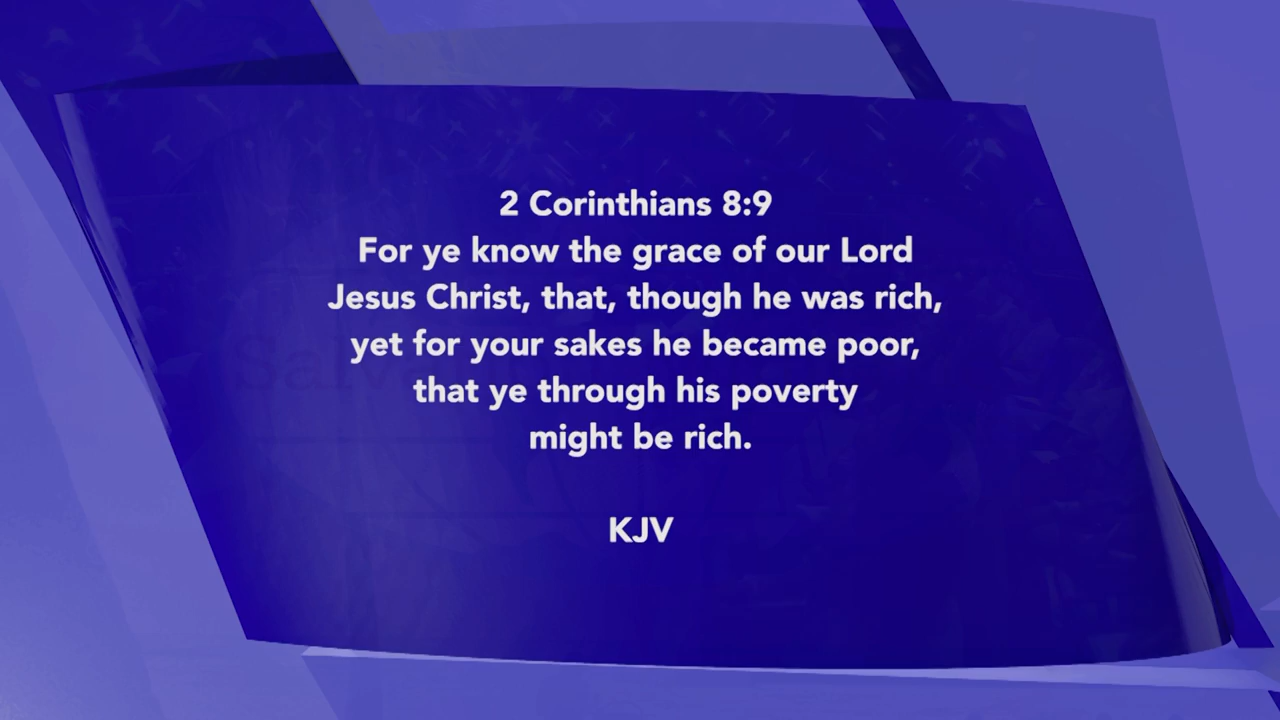 2 Corinthians 8:9
For ye know the grace of our Lord
Jesus Christ, that, though he was rich,
yet for your sakes he became poor,
that ye through his poverty
might be rich.
KJV